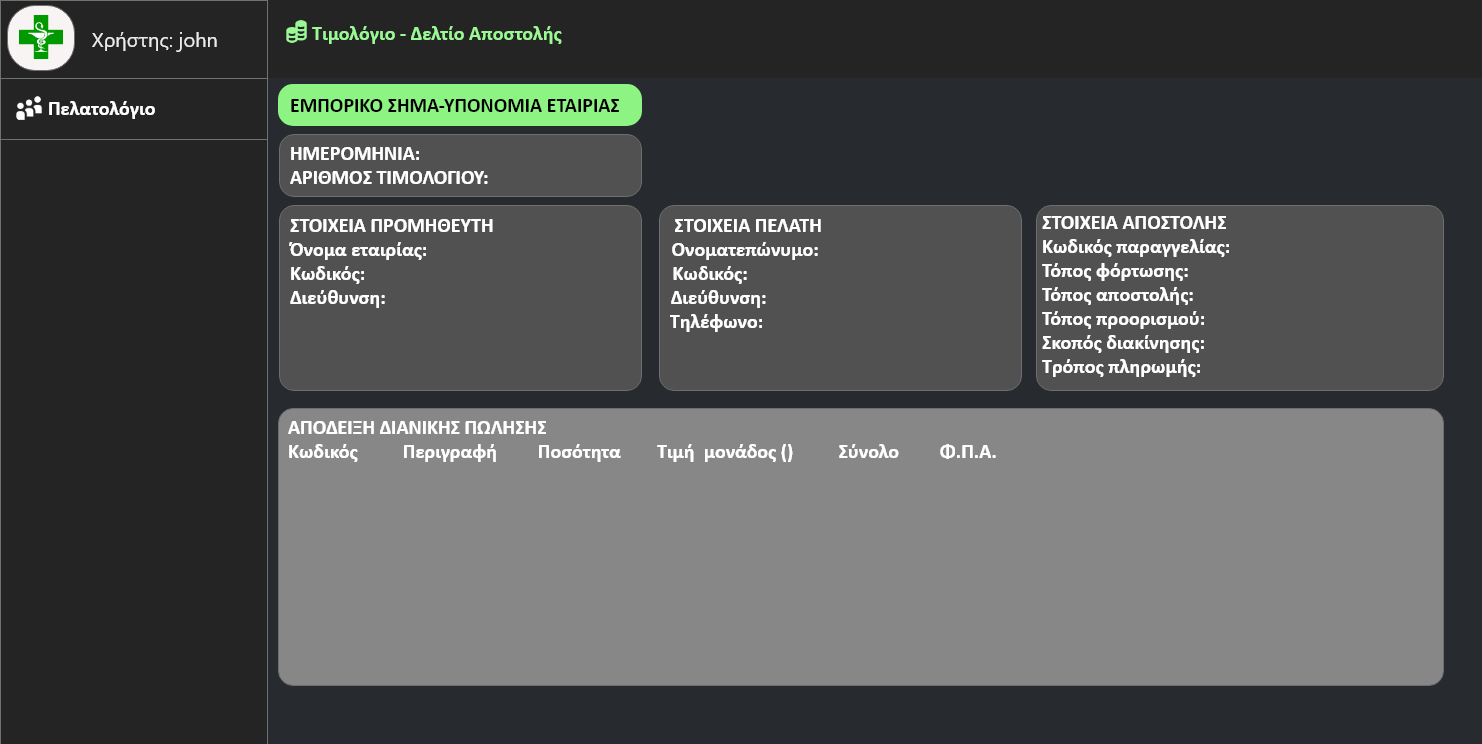 Χρήστης: john
Τιμολόγιο - Δελτίο Αποστολής
Πελατολόγιο
ΕΜΠΟΡΙΚΟ ΣΗΜΑ-ΥΠΟΝΟΜΙΑ ΕΤΑΙΡΙΑΣ
ΗΜΕΡΟΜΗΝΙΑ:
ΑΡΙΘΜΟΣ ΤΙΜΟΛΟΓΙΟΥ:
ΣΤΟΙΧΕΙΑ ΠΡΟΜΗΘΕΥΤΗ
Όνομα εταιρίας:
Κωδικός:
Διεύθυνση:
ΣΤΟΙΧΕΙΑ ΠΕΛΑΤΗ
Ονοματεπώνυμο:
Κωδικός:
Διεύθυνση:
Τηλέφωνο:
ΣΤΟΙΧΕΙΑ ΑΠΟΣΤΟΛΗΣ
Κωδικός παραγγελίας:
Τόπος φόρτωσης:
Τόπος αποστολής:
Τόπος προορισμού:
Σκοπός διακίνησης:
Τρόπος πληρωμής:
ΑΠΟΔΕΙΞΗ ΔΙΑΝΙΚΗΣ ΠΩΛΗΣΗΣ
Κωδικός Περιγραφή Ποσότητα Τιμή μονάδος () Σύνολο Φ.Π.Α.